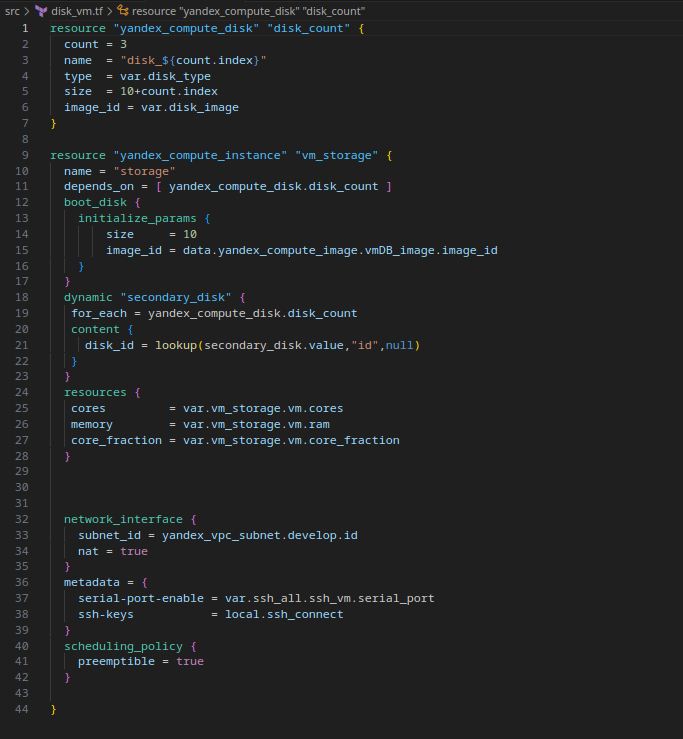 src > disk_vm.tf > resource "yandex_compute_disk" "disk_count"
1 resource "yandex_compute_disk" "disk_count" {
2   count = 3
3   name  = "disk_${count.index}"
4   type  = var.disk_type
5   size  = 10+count.index
6   image_id = var.disk_image
7 }
8
9 resource "yandex_compute_instance" "vm_storage" {
10   name = "storage"
11   depends_on = [ yandex_compute_disk.disk_count ]
12   boot_disk {
13     initialize_params {
14         size     = 10
15         image_id = data.yandex_compute_image.vmDB_image.image_id
16     }
17   }
18   dynamic "secondary_disk" {
19    for_each = yandex_compute_disk.disk_count
20    content {
21      disk_id = lookup(secondary_disk.value,"id",null)
22    }
23   }
24   resources {
25    cores         = var.vm_storage.vm.cores
26    memory        = var.vm_storage.vm.ram
27    core_fraction = var.vm_storage.vm.core_fraction
28   }
29
30
31
32   network_interface {
33     subnet_id = yandex_vpc_subnet.develop.id
34     nat = true
35   }
36   metadata = {
37     serial-port-enable = var.ssh_all.ssh_vm.serial_port
38     ssh-keys           = local.ssh_connect
39   }
40   scheduling_policy {
41     preemptible = true
42   }
43
44 }